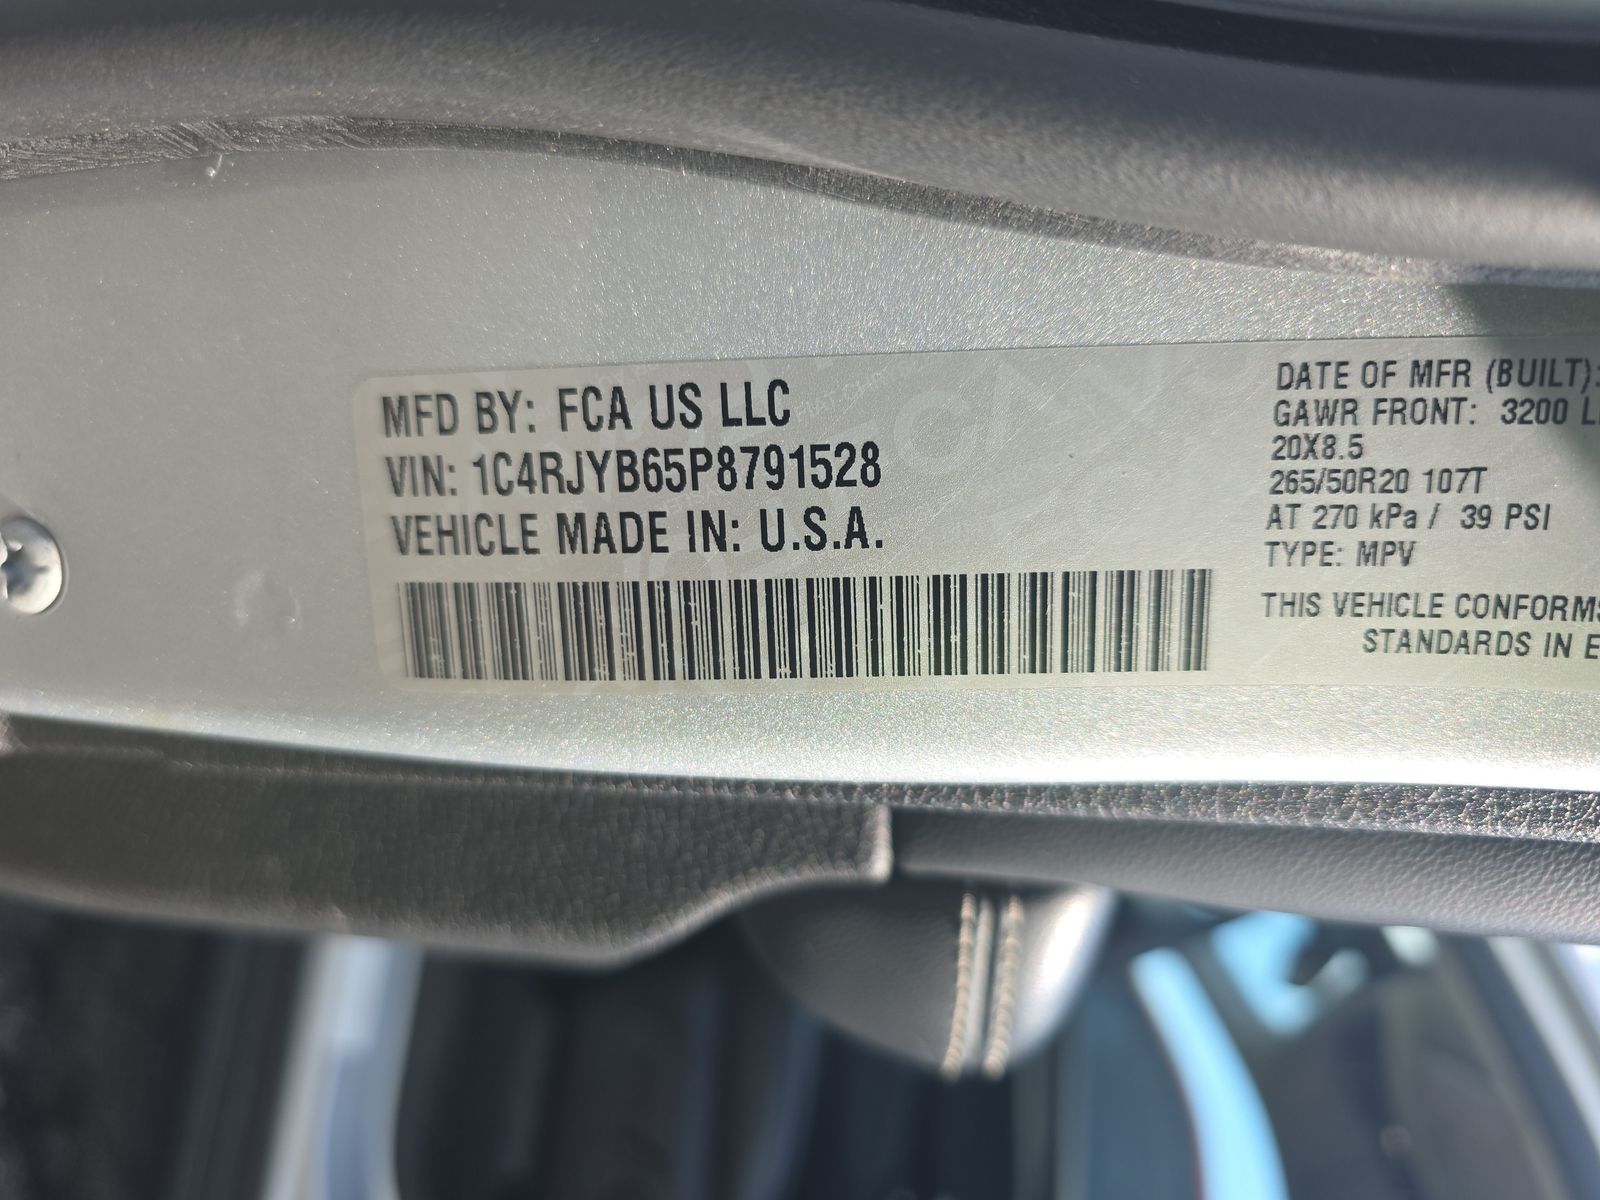 MFD BY: FCA US LLC
VIN: 1C4RJYB65P8791528
VEHICLE MADE IN: U.S.A.
DATE OF MFR (BUILT):
GAWR FRONT: 3200 L
20X8.5
265/50R20 107T
AT 270 kPa / 39 PSI
TYPE: MPV
THIS VEHICLE CONFORMS
STANDARDS IN E